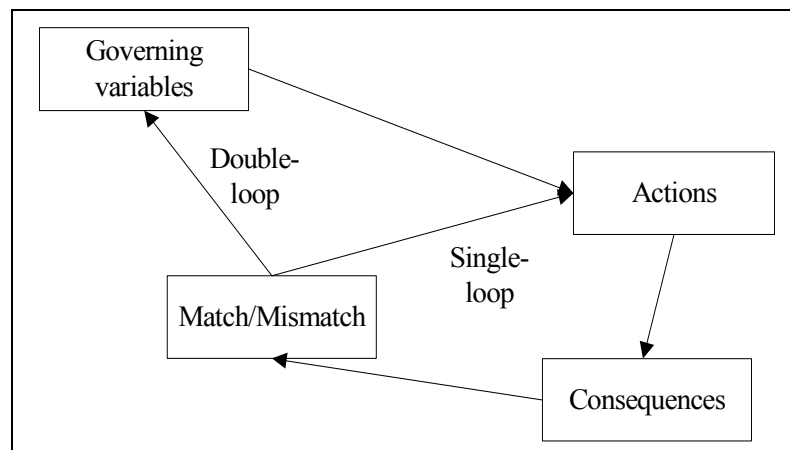 Governing
variables
Double-
loop
Actions
Single-
loop
Match/Mismatch
Consequences